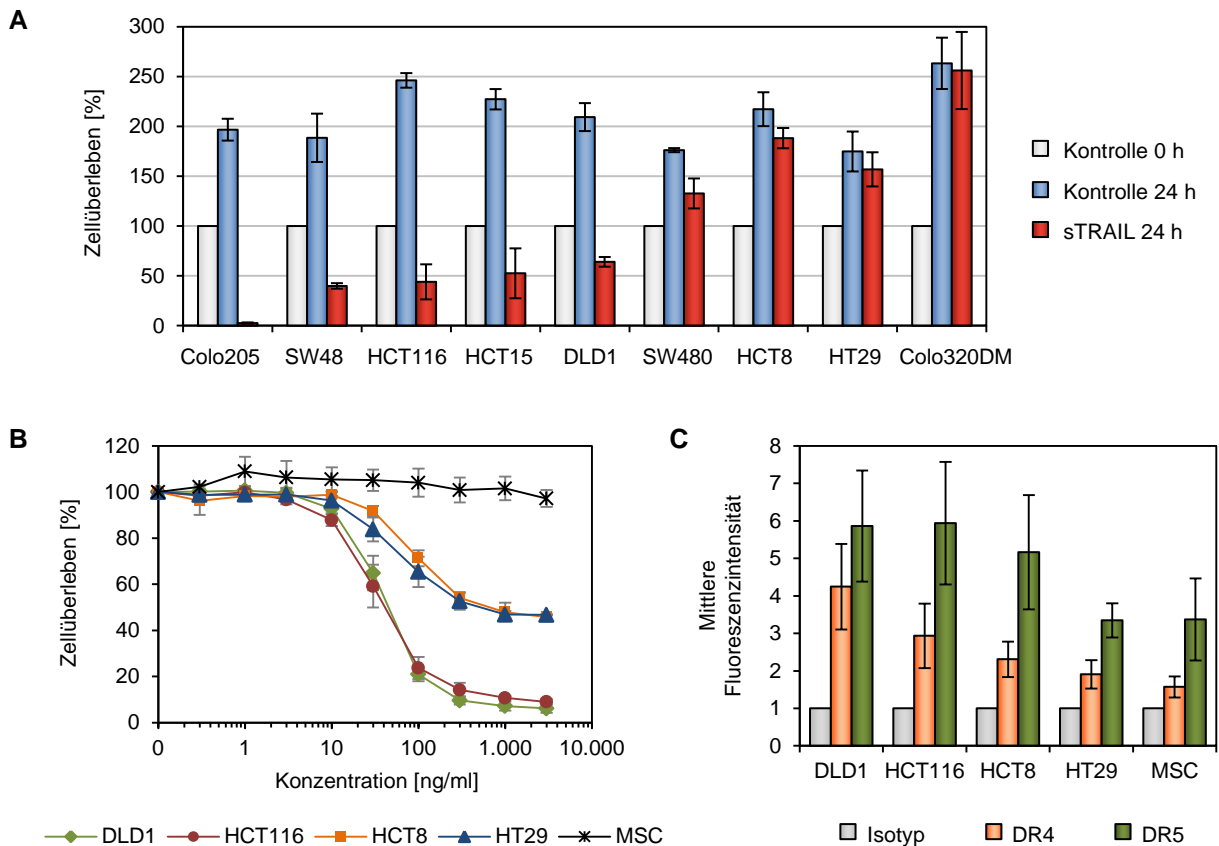 A
Zellüberleben [%]
300
250
200
150
100
50
0
Colo205 SW48 HCT116 HCT15 DLD1 SW480 HCT8 HT29 Colo320DM
Kontrolle 0 h
Kontrolle 24 h
sTRAIL 24 h
B
Zellüberleben [%]
120
100
80
60
40
20
0
0 1 10 100 1.000 10.000
Konzentration [ng/ml]
DLD1 HCT116 HCT8 HT29 MSC
C
Mittlere
Fluoreszenzintensität
8
7
6
5
4
3
2
1
0
DLD1 HCT116 HCT8 HT29 MSC
Isotyp DR4 DR5